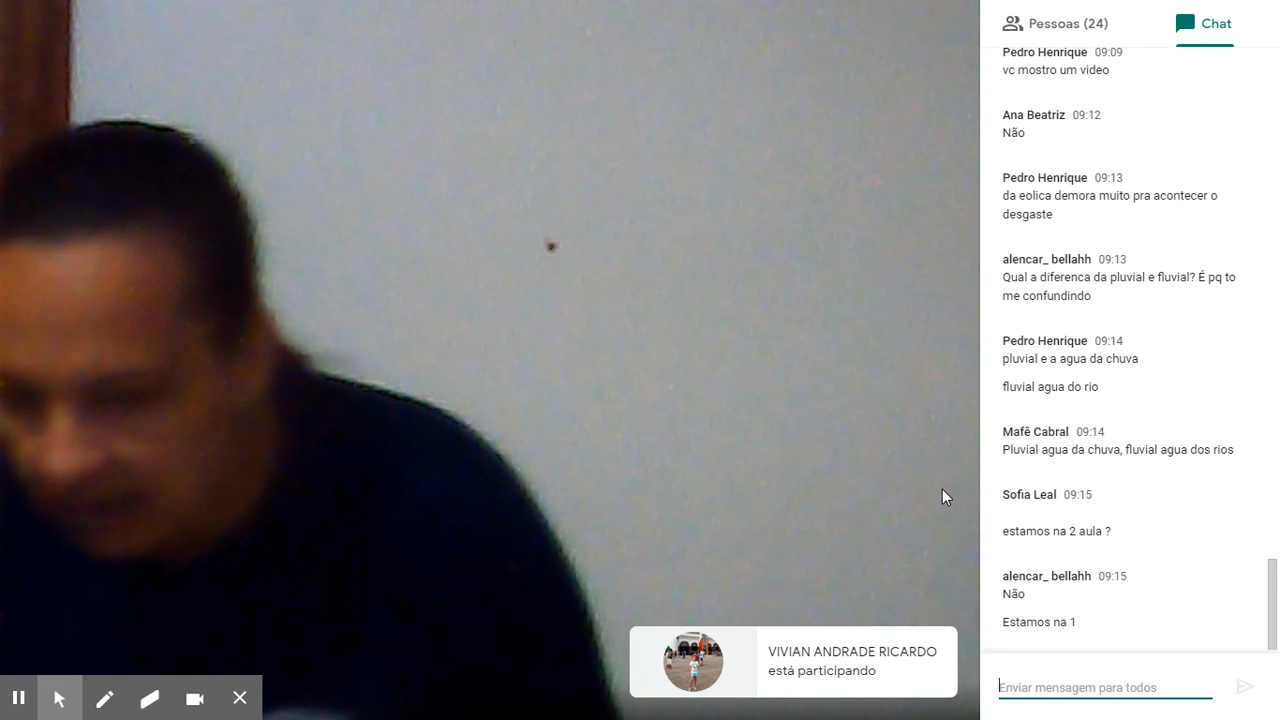 Pessoas (24)
Chat
Pedro Henrique 09:09
vc mostro um video
Ana Beatriz 09:12
Não
Pedro Henrique 09:13
da eolica demora muito pra acontecer o
desgaste
alencar_ bellahh 09:13
Qual a diferenca da pluvial e fluvial? É pq to
me confundindo
Pedro Henrique 09:14
pluvial e a agua da chuva
fluvial agua do rio
Mafê Cabral 09:14
Pluvial agua da chuva, fluvial agua dos rios
Sofia Leal 09:15
estamos na 2 aula ?
alencar_ bellahh 09:15
Não
Estamos na 1
VIVIAN ANDRADE RICARDO
está participando
Enviar mensagem para todos